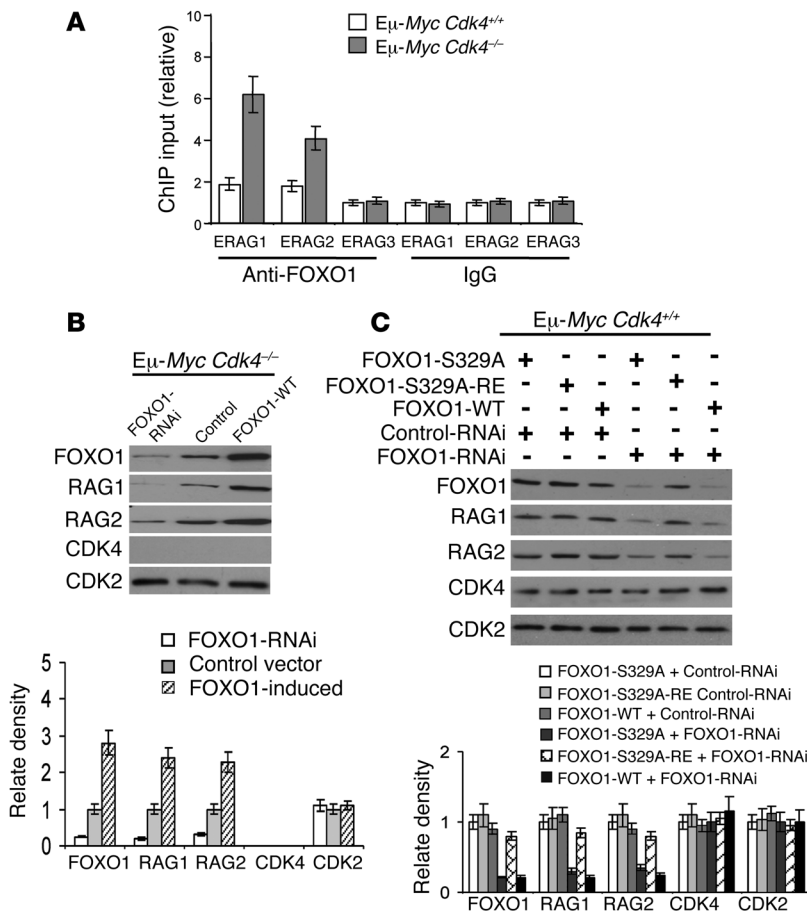 A
Eμ-Myc Cdk4+/+
Eμ-Myc Cdk4–/–
ChIP input (relative)
10
8
6
4
2
0
ERAG1 ERAG2 ERAG3 ERAG1 ERAG2 ERAG3
Anti-FOXO1 IgG
B
Eμ-Myc Cdk4–/–
FOXO1-RNAi Control FOXO1-WT
FOXO1
RAG1
RAG2
CDK4
CDK2
FOXO1-RNAi
Control vector
FOXO1-induced
Relate density
5
4
3
2
1
0
FOXO1 RAG1 RAG2 CDK4 CDK2
C
Eμ-Myc Cdk4+/+
FOXO1-S329A + - - + - -
FOXO1-S329A-RE - + - - + -
FOXO1-WT - - + - - +
Control-RNAi + + + - - -
FOXO1-RNAi - - - + + +
FOXO1
RAG1
RAG2
CDK4
CDK2
FOXO1-S329A + Control-RNAi
FOXO1-S329A-RE Control-RNAi
FOXO1-WT + Control-RNAi
FOXO1-S329A + FOXO1-RNAi
FOXO1-S329A-RE + FOXO1-RNAi
FOXO1-WT + FOXO1-RNAi
Relate density
2
1
0
FOXO1 RAG1 RAG2 CDK4 CDK2